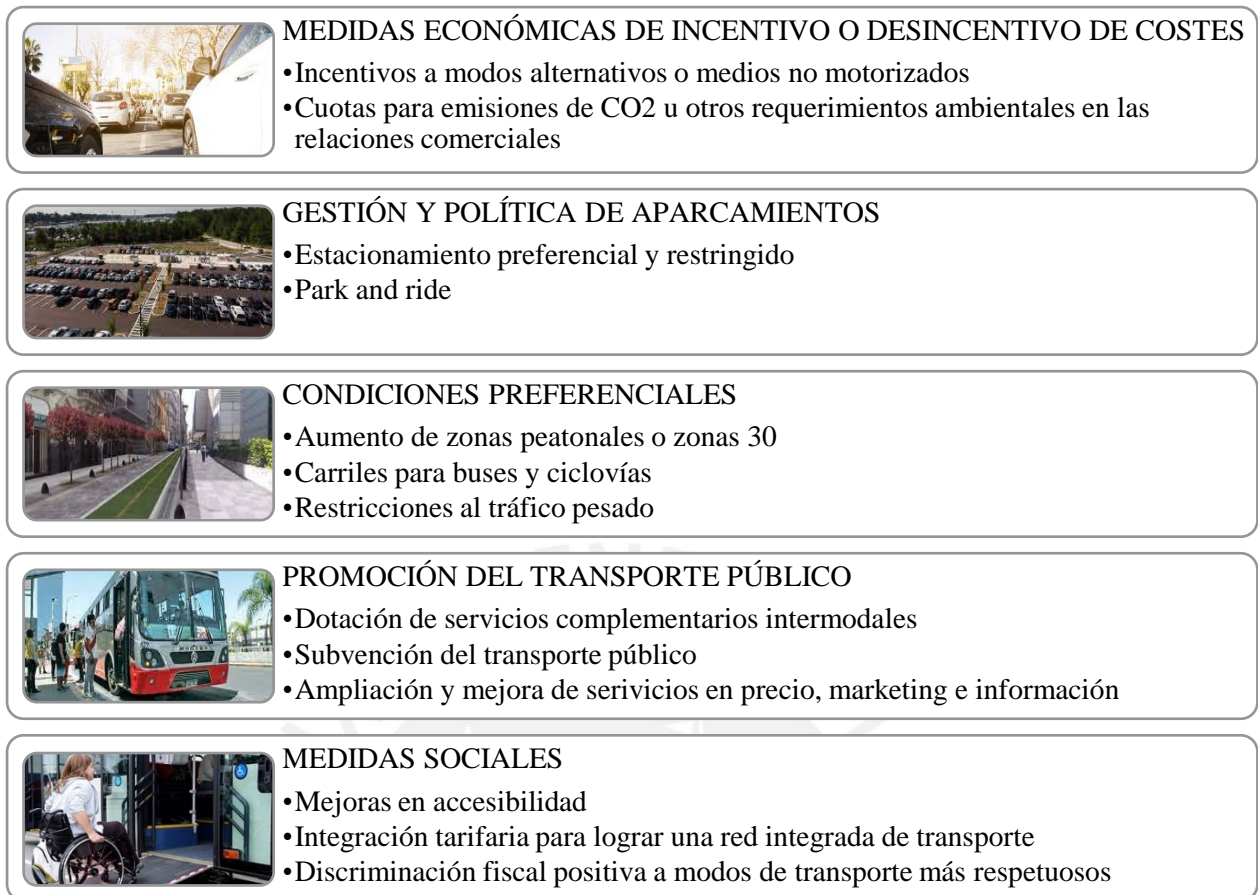 MEDIDAS ECONÓMICAS DE INCENTIVO O DESINCENTIVO DE COSTES
•Incentivos a modos alternativos o medios no motorizados
•Cuotas para emisiones de CO2 u otros requerimientos ambientales en las
relaciones comerciales
GESTIÓN Y POLÍTICA DE APARCAMIENTOS
•Estacionamiento preferencial y restringido
•Park and ride
CONDICIONES PREFERENCIALES
•Aumento de zonas peatonales o zonas 30
•Carriles para buses y ciclovías
•Restricciones al tráfico pesado
PROMOCIÓN DEL TRANSPORTE PÚBLICO
•Dotación de servicios complementarios intermodales
•Subvención del transporte público
•Ampliación y mejora de serivicios en precio, marketing e información
MEDIDAS SOCIALES
•Mejoras en accesibilidad
•Integración tarifaria para lograr una red integrada de transporte
•Discriminación fiscal positiva a modos de transporte más respetuosos